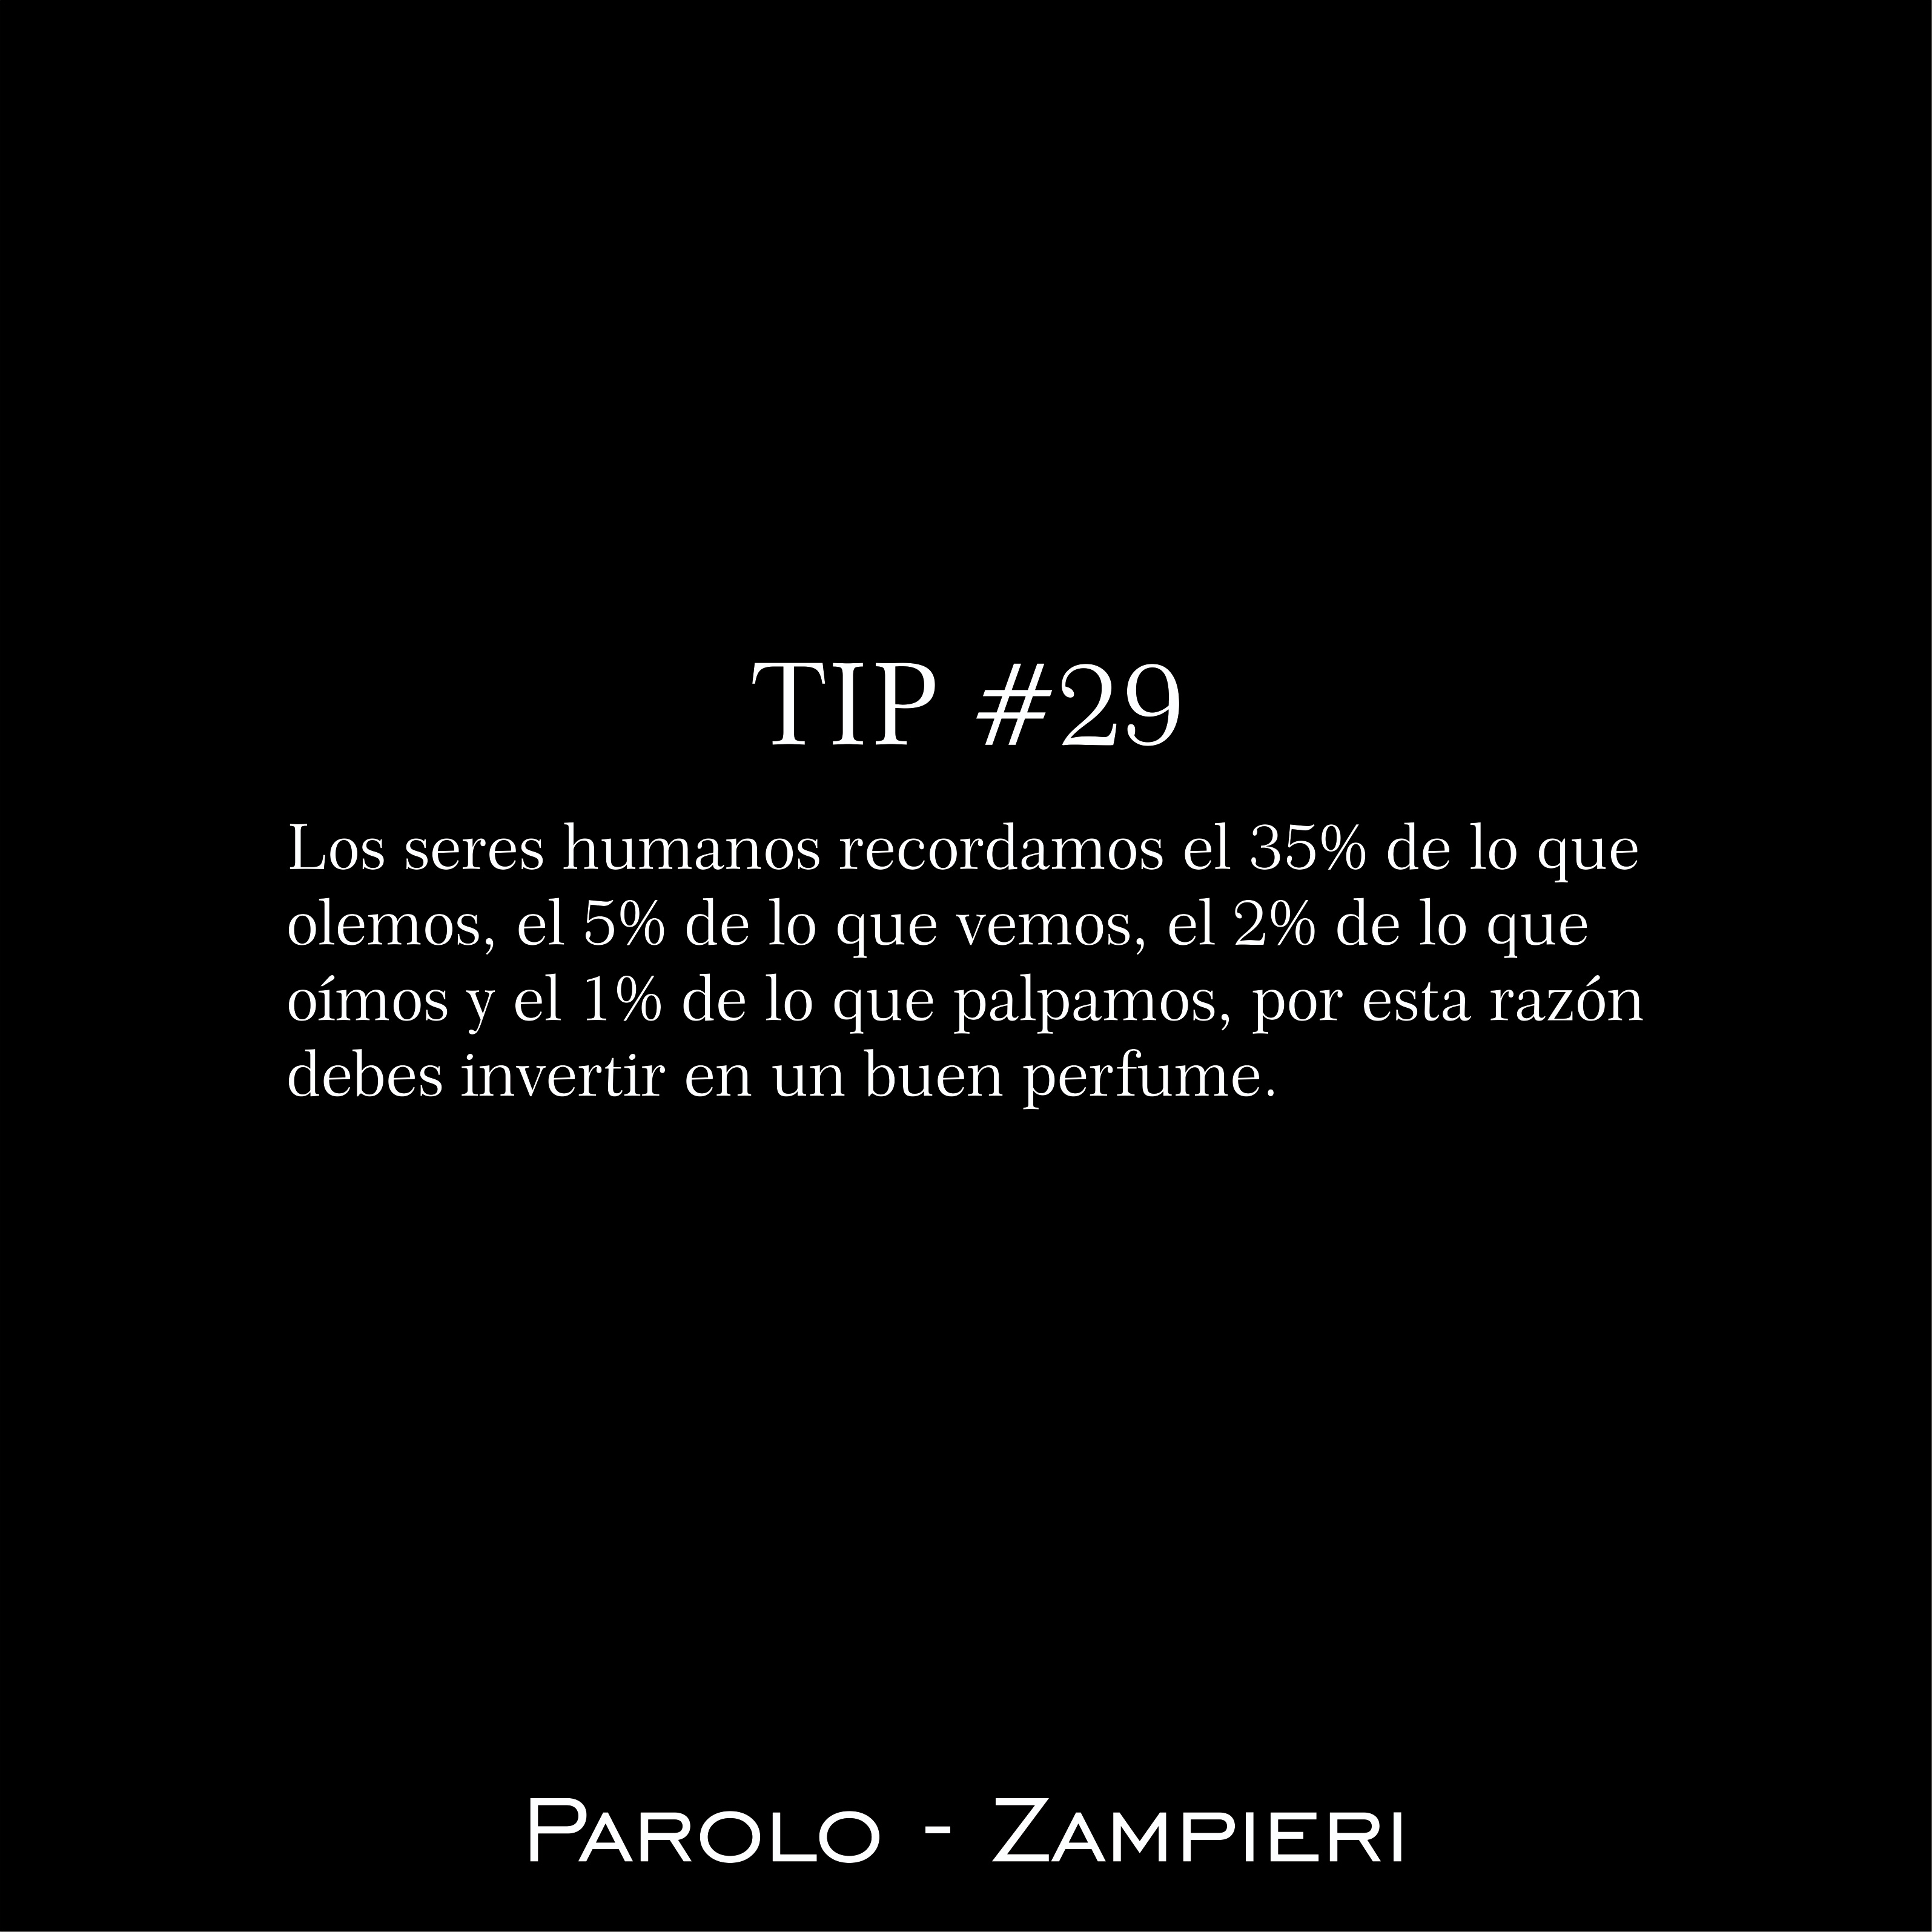 TIP #29
Los seres humanos recordamos el 35% de lo que
olemos, el 5% de lo que vemos, el 2% de lo que
oímos y el 1% de lo que palpamos, por esta razón
debes invertir en un buen perfume.
PAROLO - ZAMPIERI